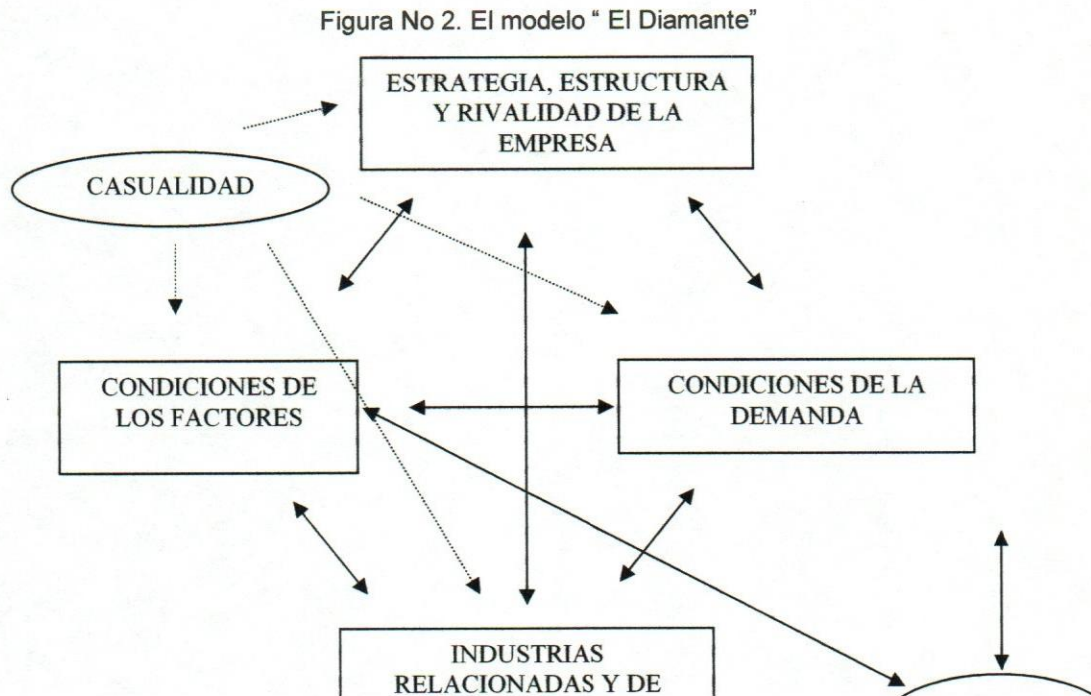 Figura No 2. El modelo “ El Diamante”
ESTRATEGIA, ESTRUCTURA
Y RIVALIDAD DE LA
EMPRESA
CASUALIDAD
CONDICIONES DE
LOS FACTORES
CONDICIONES DE LA
DEMANDA
INDUSTRIAS
RELACIONADAS Y DE